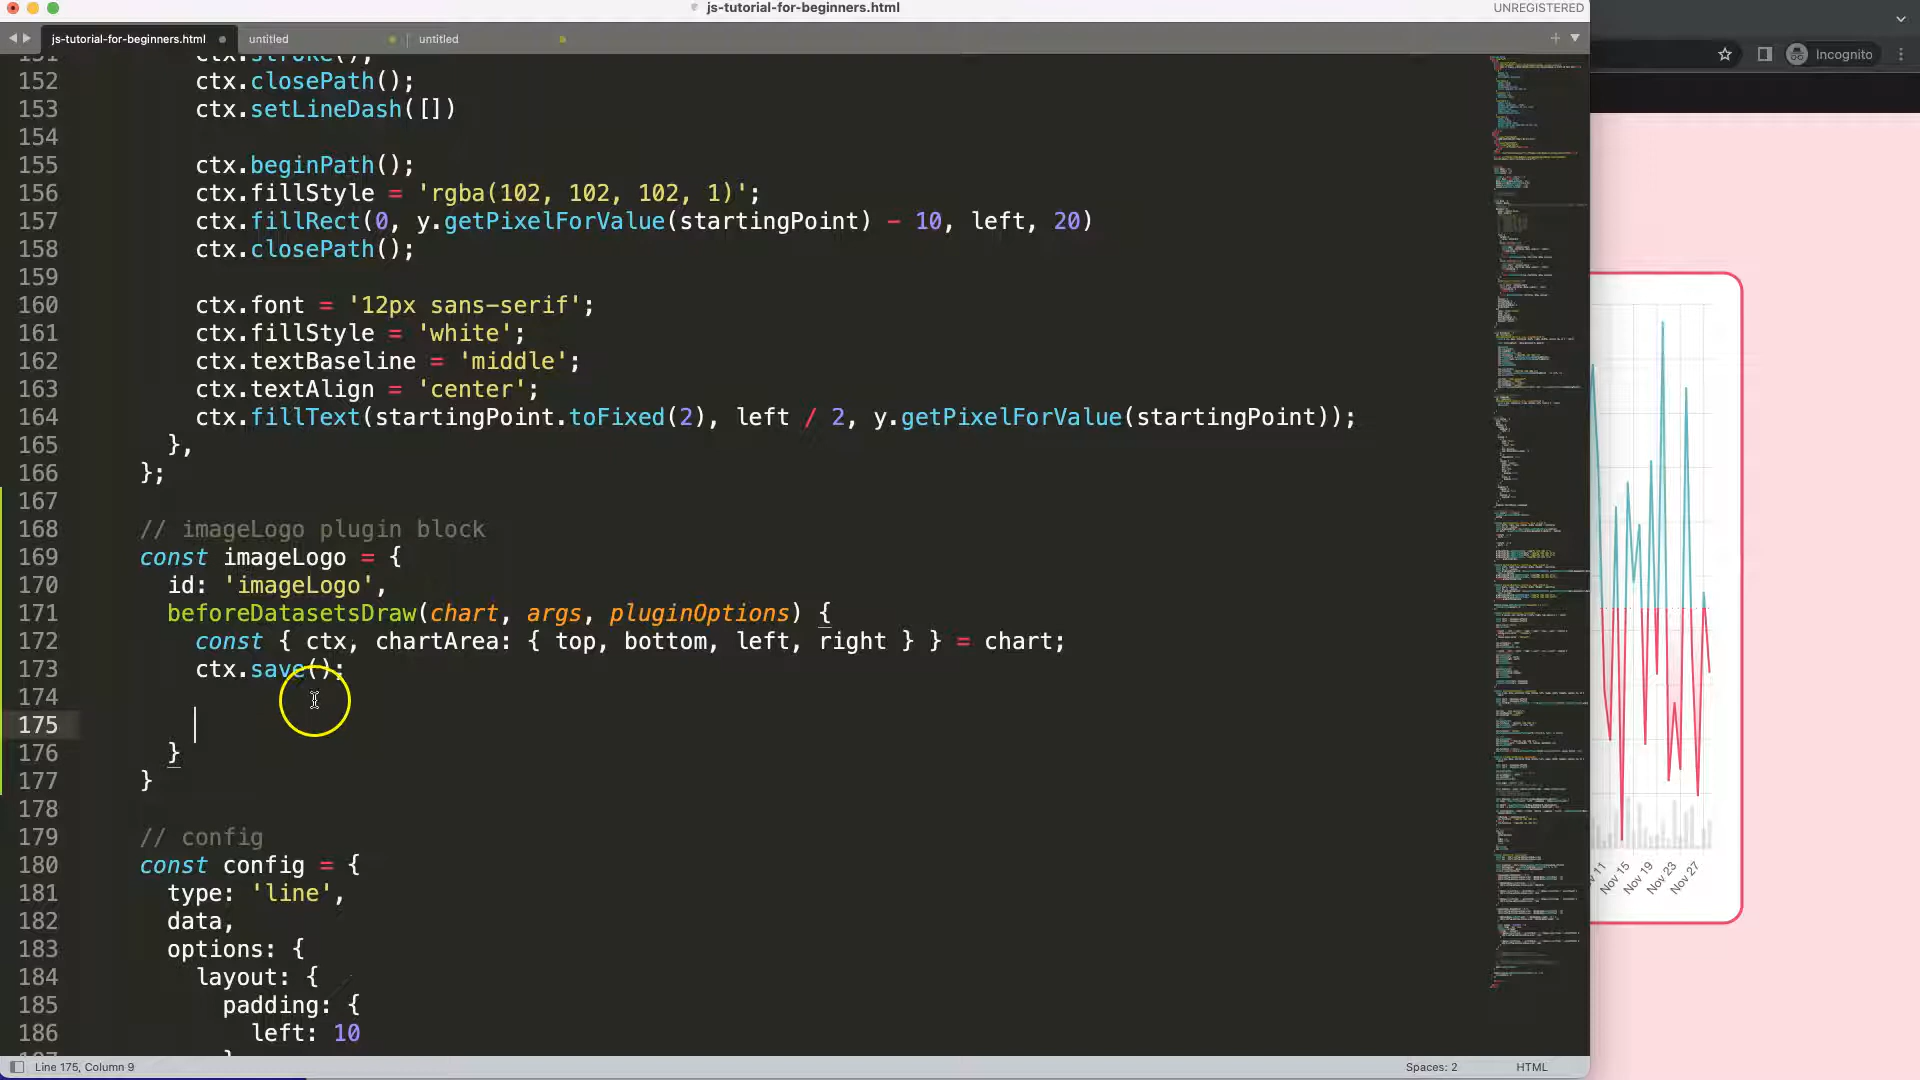 js-tutorial-for-beginners.html
UNREGISTERED
js-tutorial-for-beginners.html
untitled
untitled
Incognito
151 ctx.stroke();
152 ctx.closePath();
153 ctx.setLineDash([])
154
155 ctx.beginPath();
156 ctx.fillStyle = 'rgba(102, 102, 102, 1)';
157 ctx.fillRect(0, y.getPixelForValue(startingPoint) - 10, left, 20)
158 ctx.closePath();
159
160 ctx.font = '12px sans-serif';
161 ctx.fillStyle = 'white';
162 ctx.textBaseline = 'middle';
163 ctx.textAlign = 'center';
164 ctx.fillText(startingPoint.toFixed(2), left / 2, y.getPixelForValue(startingPoint));
165 },
166 };
167
168 // imageLogo plugin block
169 const imageLogo = {
170 id: 'imageLogo',
171 beforeDatasetsDraw(chart, args, pluginOptions) {
172 const { ctx, chartArea: { top, bottom, left, right } } = chart;
173 ctx.save();
174
175
176 }
177 }
178
179 // config
180 const config = {
181 type: 'line',
182 data,
183 options: {
184 layout: {
185 padding: {
186 left: 10
Nov 15
Nov 19
Nov 23
Nov 27
Line 175, Column 9
Spaces: 2
HTML